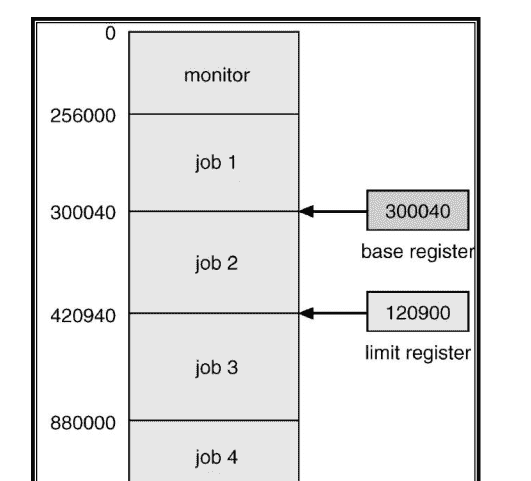 0
monitor
256000
job 1
300040
300040
base register
job 2
420940
120900
limit register
job 3
880000
job 4